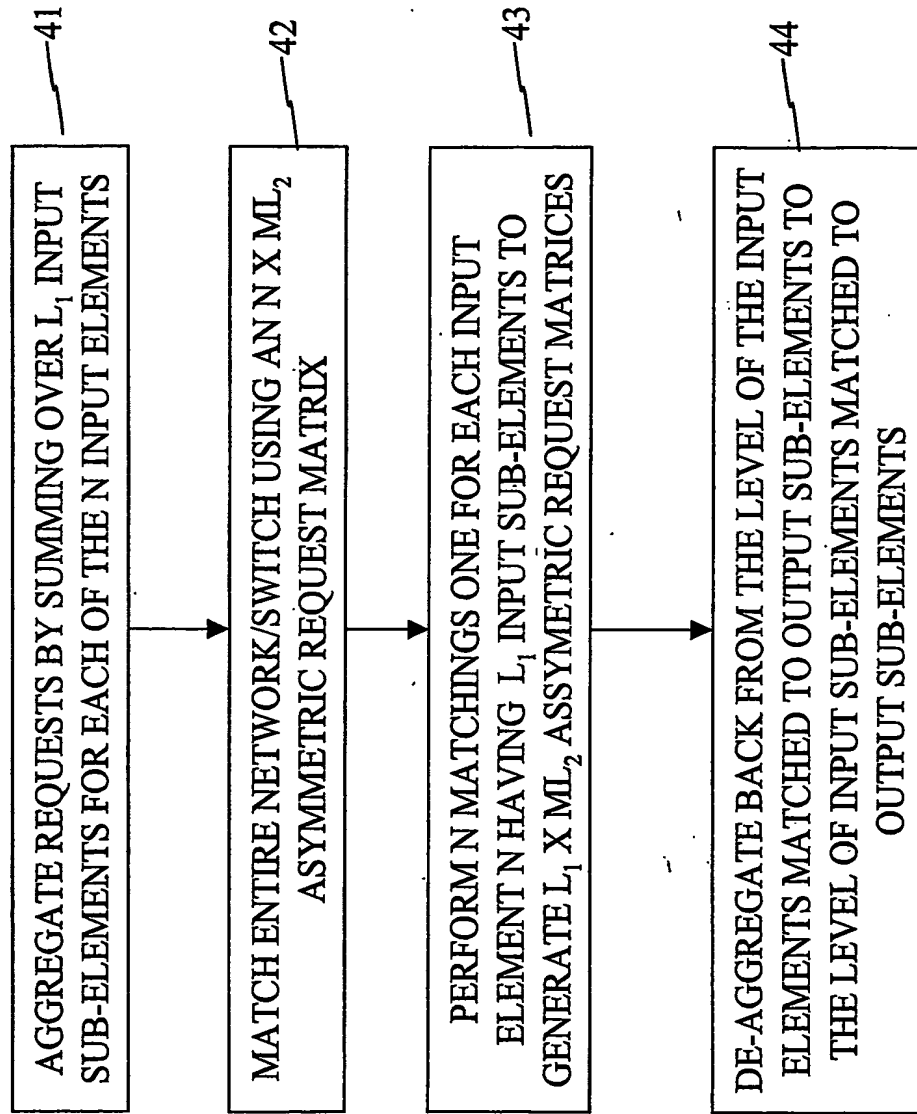 AGGREGATE REQUESTS BY SUMMING OVER L₁ INPUT
SUB-ELEMENTS FOR EACH OF THE N INPUT ELEMENTS
41
MATCH ENTIRE NETWORK/SWITCH USING AN N X ML₂
ASYMETRIC REQUEST MATRIX
42
PERFORM N MATCHINGS ONE FOR EACH INPUT
ELEMENT N HAVING L₁ INPUT SUB-ELEMENTS TO
GENERATE L₁ X ML₂ ASSYMETRIC REQUEST MATRICES
43
DE-AGGREGATE BACK FROM THE LEVEL OF THE INPUT
ELEMENTS MATCHED TO OUTPUT SUB-ELEMENTS TO
THE LEVEL OF INPUT SUB-ELEMENTS MATCHED TO
OUTPUT SUB-ELEMENTS
44